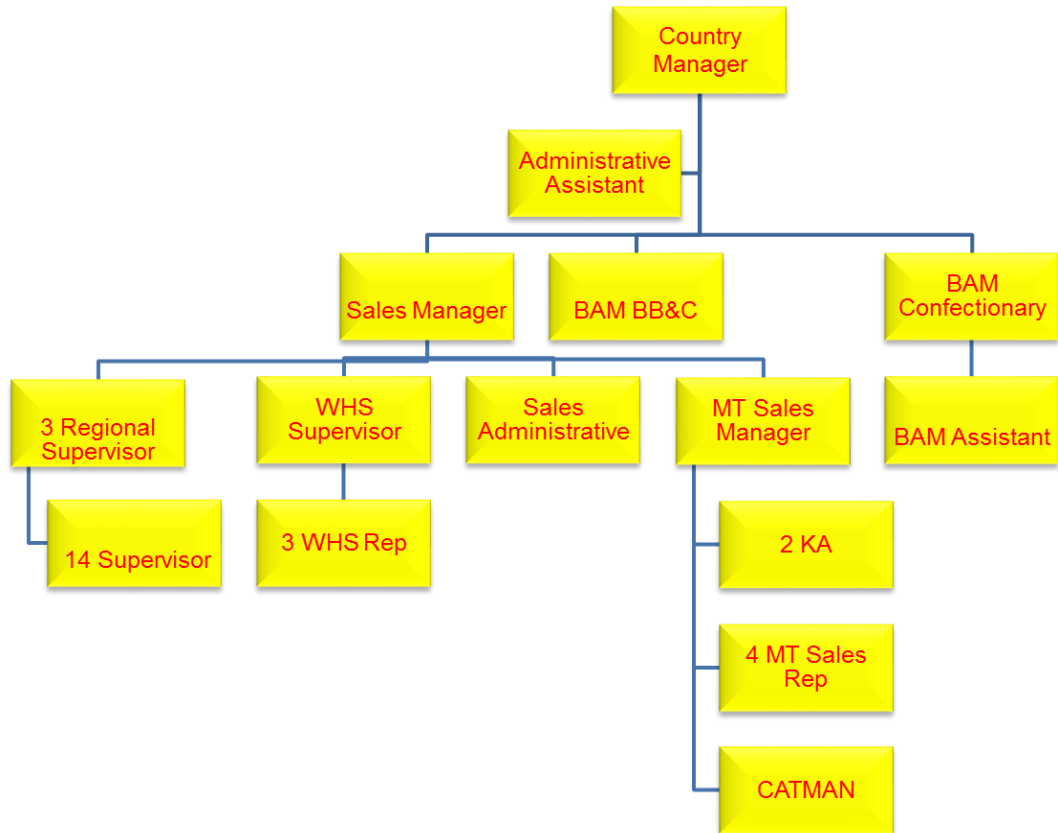 Country
Manager
Administrative
Assistant
Sales Manager
BAM BB&C
BAM
Confectionary
3 Regional
Supervisor
WHS
Supervisor
Sales
Administrative
MT Sales
Manager
BAM Assistant
14 Supervisor
3 WHS Rep
2 KA
4 MT Sales
Rep
CATMAN